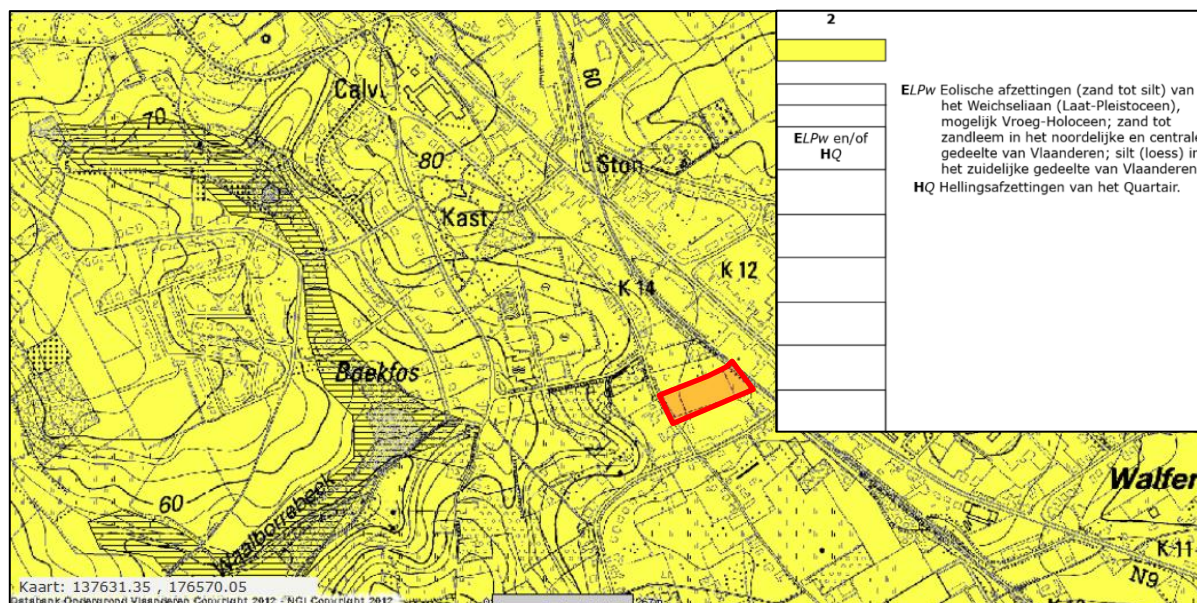 2
ELPw en/of
HQ
ELPw Eolische afzettingen (zand tot silt) van
het Weichseliaan (Laat-Pleistoceen),
mogelijk Vroeg-Holoceen; zand tot
zandleem in het noordelijke en centrale
gedeelte van Vlaanderen; silt (loess) in
het zuidelijke gedeelte van Vlaanderen
HQ Hellingsafzettingen van het Quartair.
Calv.
60
70
80
Ston
Kast.
K 12
K 14
Boekfos
Walfer
60
Waalborrebeek
K 11
N9
Kaart: 137631.35 , 176570.05
Databank Ondergrond Vlaanderen Copyright 2012 - NGI Copyright 2012